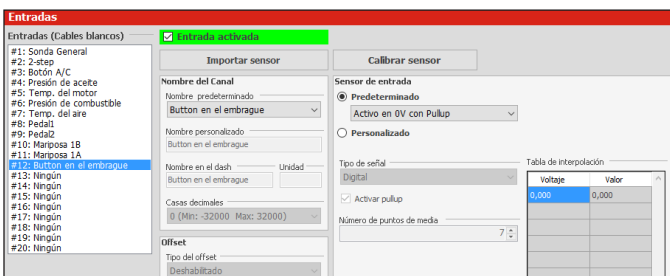 Entradas
Entradas (Cables blancos)
#1: Sonda General
#2: 2-step
#3: Botón A/C
#4: Presión de aceite
#5: Temp. del motor
#6: Presión de combustible
#7: Temp. del aire
#8: Pedal1
#9: Pedal2
#10: Mariposa 1B
#11: Mariposa 1A
#12: Button en el embrague
#13: Ningún
#14: Ningún
#15: Ningún
#16: Ningún
#17: Ningún
#18: Ningún
#19: Ningún
#20: Ningún
Entrada activada
Importar sensor
Calibrar sensor
Nombre del Canal
Nombre predeterminado
Button en el embrague
Nombre personalizado
Button en el embrague
Nombre en el dash Unidad
Button en el embrague
Casas decimales
0 (Min: -32000 Max: 32000)
Offset
Tipo del offset
Deshabilitado
Sensor de entrada
Predeterminado
Activo en 0V con Pullup
Personalizado
Tipo de señal
Digital
Activar pullup
Número de puntos de media
7
Tabla de interpolación
Voltaje Valor
0,000 0,000